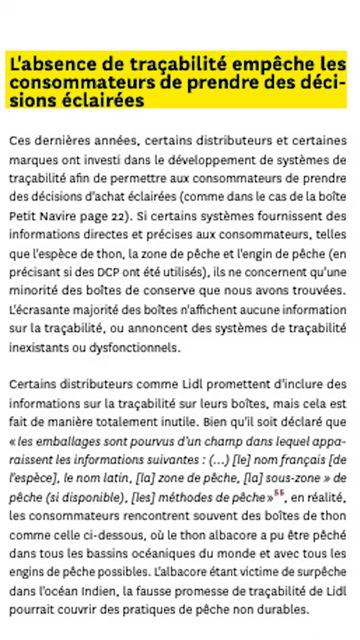 L'absence de traçabilité empêche les
consommateurs de prendre des déci-
sions éclairées
Ces dernières années, certains distributeurs et certaines
marques ont investi dans le développement de systèmes de
traçabilité afin de permettre aux consommateurs de prendre
des décisions d'achat éclairées (comme dans le cas de la boîte
Petit Navire page 22). Si certains systèmes fournissent des
informations directes et précises aux consommateurs, telles
que l'espèce de thon, la zone de pêche et l'engin de pêche (en
précisant si des DCP ont été utilisés), ils ne concernent qu'une
minorité des boîtes de conserve que nous avons trouvées.
L'écrasante majorité des boîtes n'affichent aucune information
sur la traçabilité, ou annoncent des systèmes de traçabilité
inexistants ou dysfonctionnels.
Certains distributeurs comme Lidl promettent d'inclure des
informations sur la traçabilité sur leurs boîtes, mais cela est
fait de manière totalement inutile. Bien qu'il soit déclaré que
« les emballages sont pourvus d'un champ dans lequel appa-
raissent les informations suivantes : (...) [le] nom français [de
l'espèce], le nom latin, [la] zone de pêche, [la] sous-zone » de
pêche (si disponible), [les] méthodes de pêche »⁵⁵, en réalité,
les consommateurs rencontrent souvent des boîtes de thon
comme celle ci-dessous, où le thon albacore a pu être pêché
dans tous les bassins océaniques du monde et avec tous les
engins de pêche possibles. L'albacore étant victime de surpêche
dans l'océan Indien, la fausse promesse de traçabilité de Lidl
pourrait couvrir des pratiques de pêche non durables.